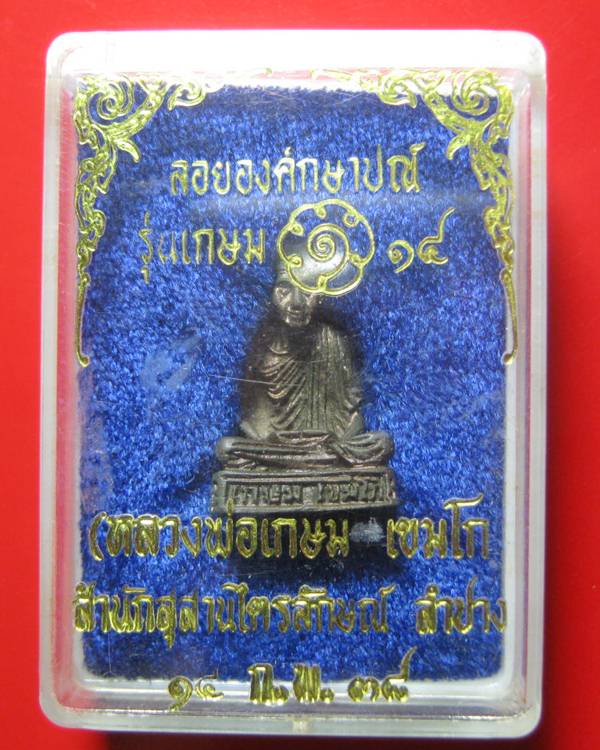 ลอยองค์กษาปณ์
รุ่นเกษม ๑ ๑๔
(หลวงพ่อเกษม เขมโก
สำนักสุสานไตรลักษณ์ ลำปาง
๑๔ ก.พ. ๓๘